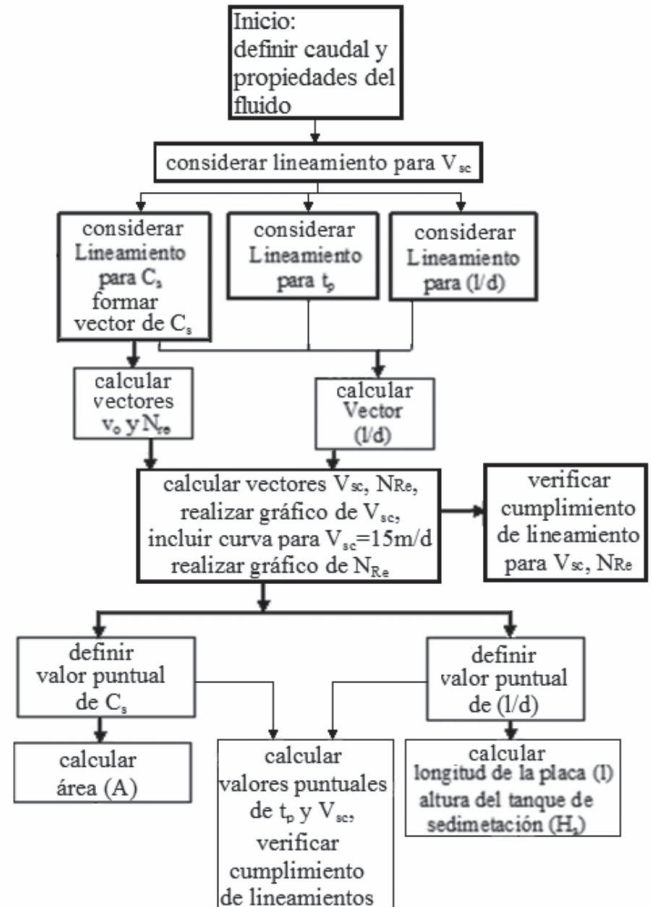 Inicio:
definir caudal y
propiedades del
fluido
considerar lineamiento para Vsc
considerar
Lineamiento
para Cs
formar
vector de Cs
considerar
Lineamiento
para tp
considerar
Lineamiento
para (l/d)
calcular
vectores
vo y Nre
calcular
Vector
(l/d)
calcular vectores Vsc, NRe,
realizar gráfico de Vsc,
incluir curva para Vsc=15m/d
realizar gráfico de NRe
verificar
cumplimiento
de lineamiento
para Vsc, NRe
definir
valor puntual
de Cs
definir
valor puntual
de (l/d)
calcular
área (A)
calcular
valores puntuales
de tp y Vsc,
verificar
cumplimiento
de lineamientos
calcular
longitud de la placa (l)
altura del tanque de
sedimetación (Hs)